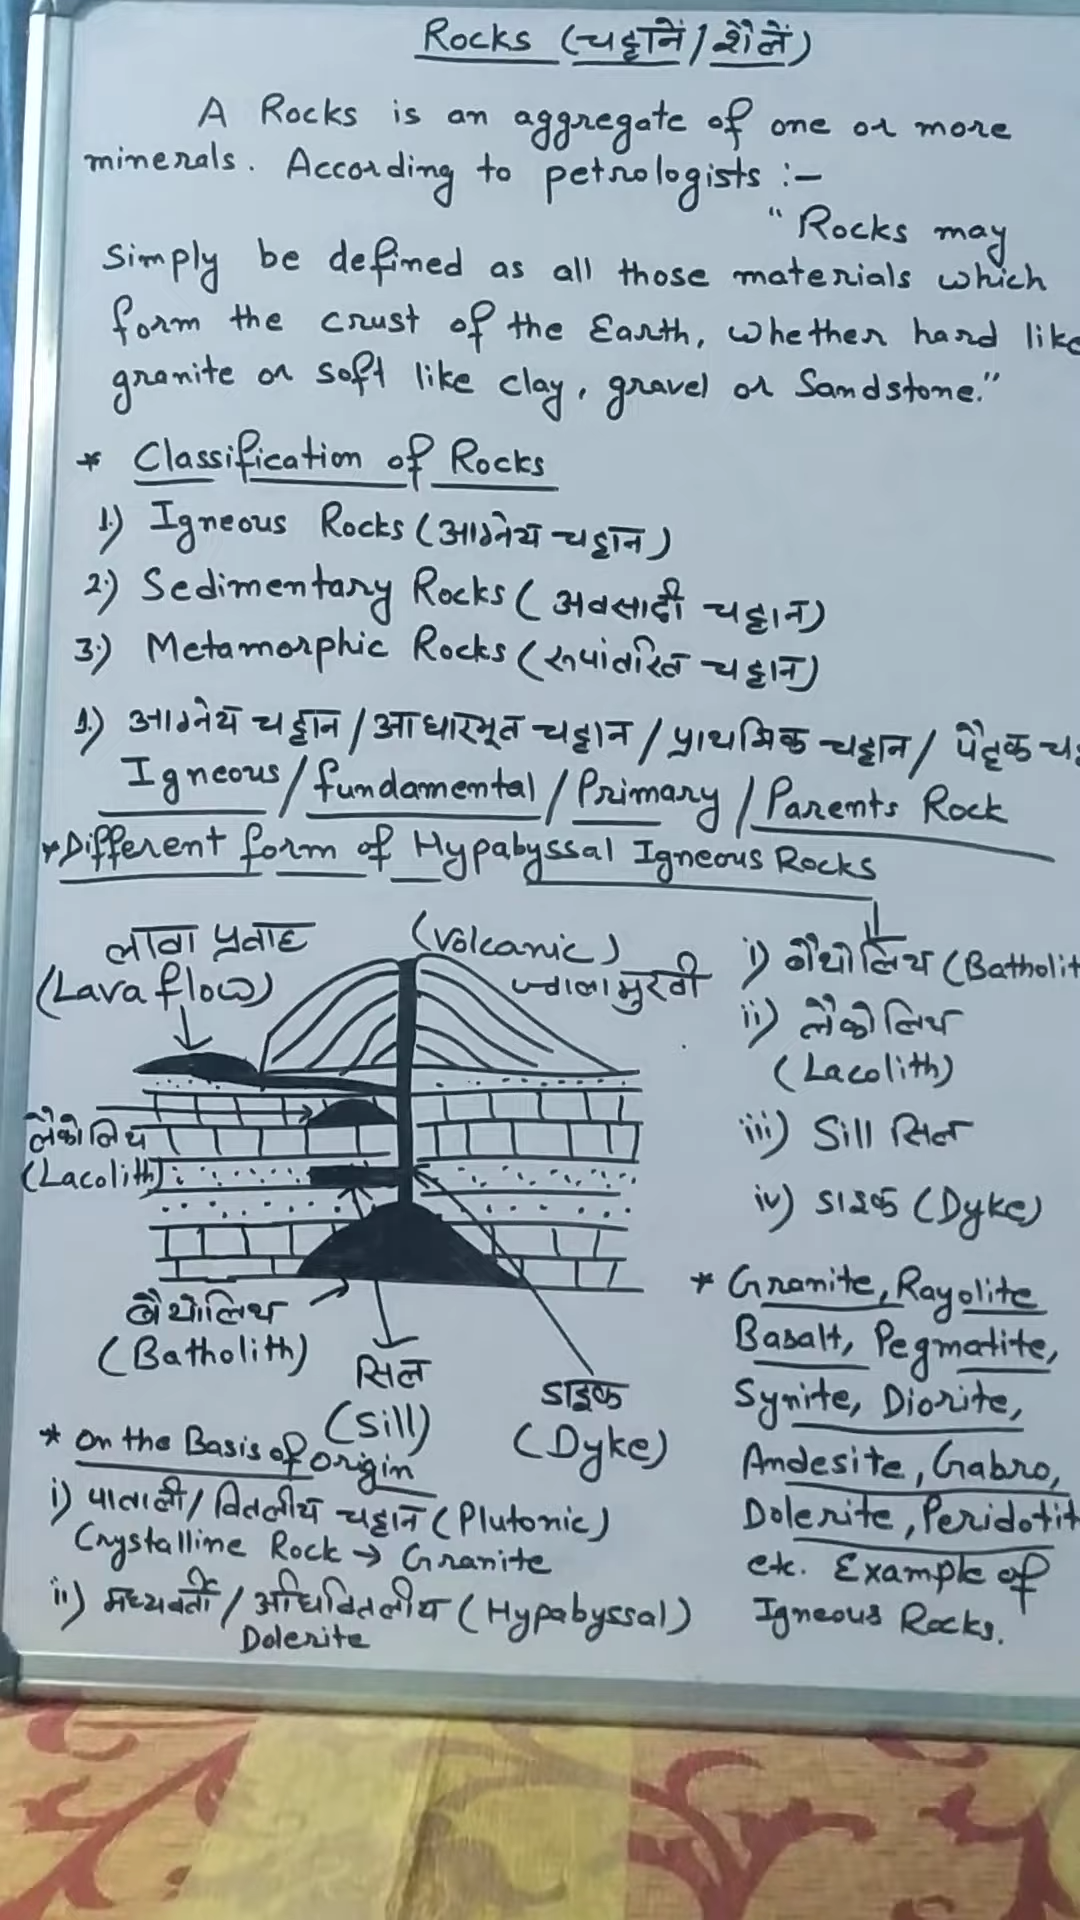 Rocks (चट्टानें/शैलें)
A Rocks is an aggregate of one or more
minerals. According to petrologists :-
"Rocks may
Simply be defined as all those materials which
form the crust of the Earth, whether hard like
granite or soft like clay, gravel or Sandstone."
* Classification of Rocks
1.) Igneous Rocks (आग्नेय चट्टान)
2.) Sedimentary Rocks (अवसादी चट्टान)
3.) Metamorphic Rocks (रूपांतरित चट्टान)
1.) आग्नेय चट्टान/आधारभूत चट्टान/प्राथमिक चट्टान/ पैतृक
Igneous/fundamental/Primary/Parents Rock
*Different form of Hypabyssal Igneous Rocks
लावा प्रवाह
(Lava flow)
(Volcanic)
ज्वालामुखी
i) बैथोलिथ (Batholit
ii) लैकोलिथ
(Lacolith)
iii) Sill सिल
iv) डाइक (Dyke)
लैकोलिथ
(Lacolith)
बैथोलिथ
(Batholith)
सिल
(Sill)
डाइक
(Dyke)
* Granite, Rayolite
Basalt, Pegmatite,
Synite, Diorite,
Andesite, Gabro,
Dolerite, Peridotit
etc. Example of
Igneous Rocks.
* On the Basis of Origin
i) पाताली/वितलीय चट्टान (Plutonic)
Crystalline Rock → Granite
ii) मध्यवर्ती/अधिवितलीय (Hypabyssal)
Dolerite